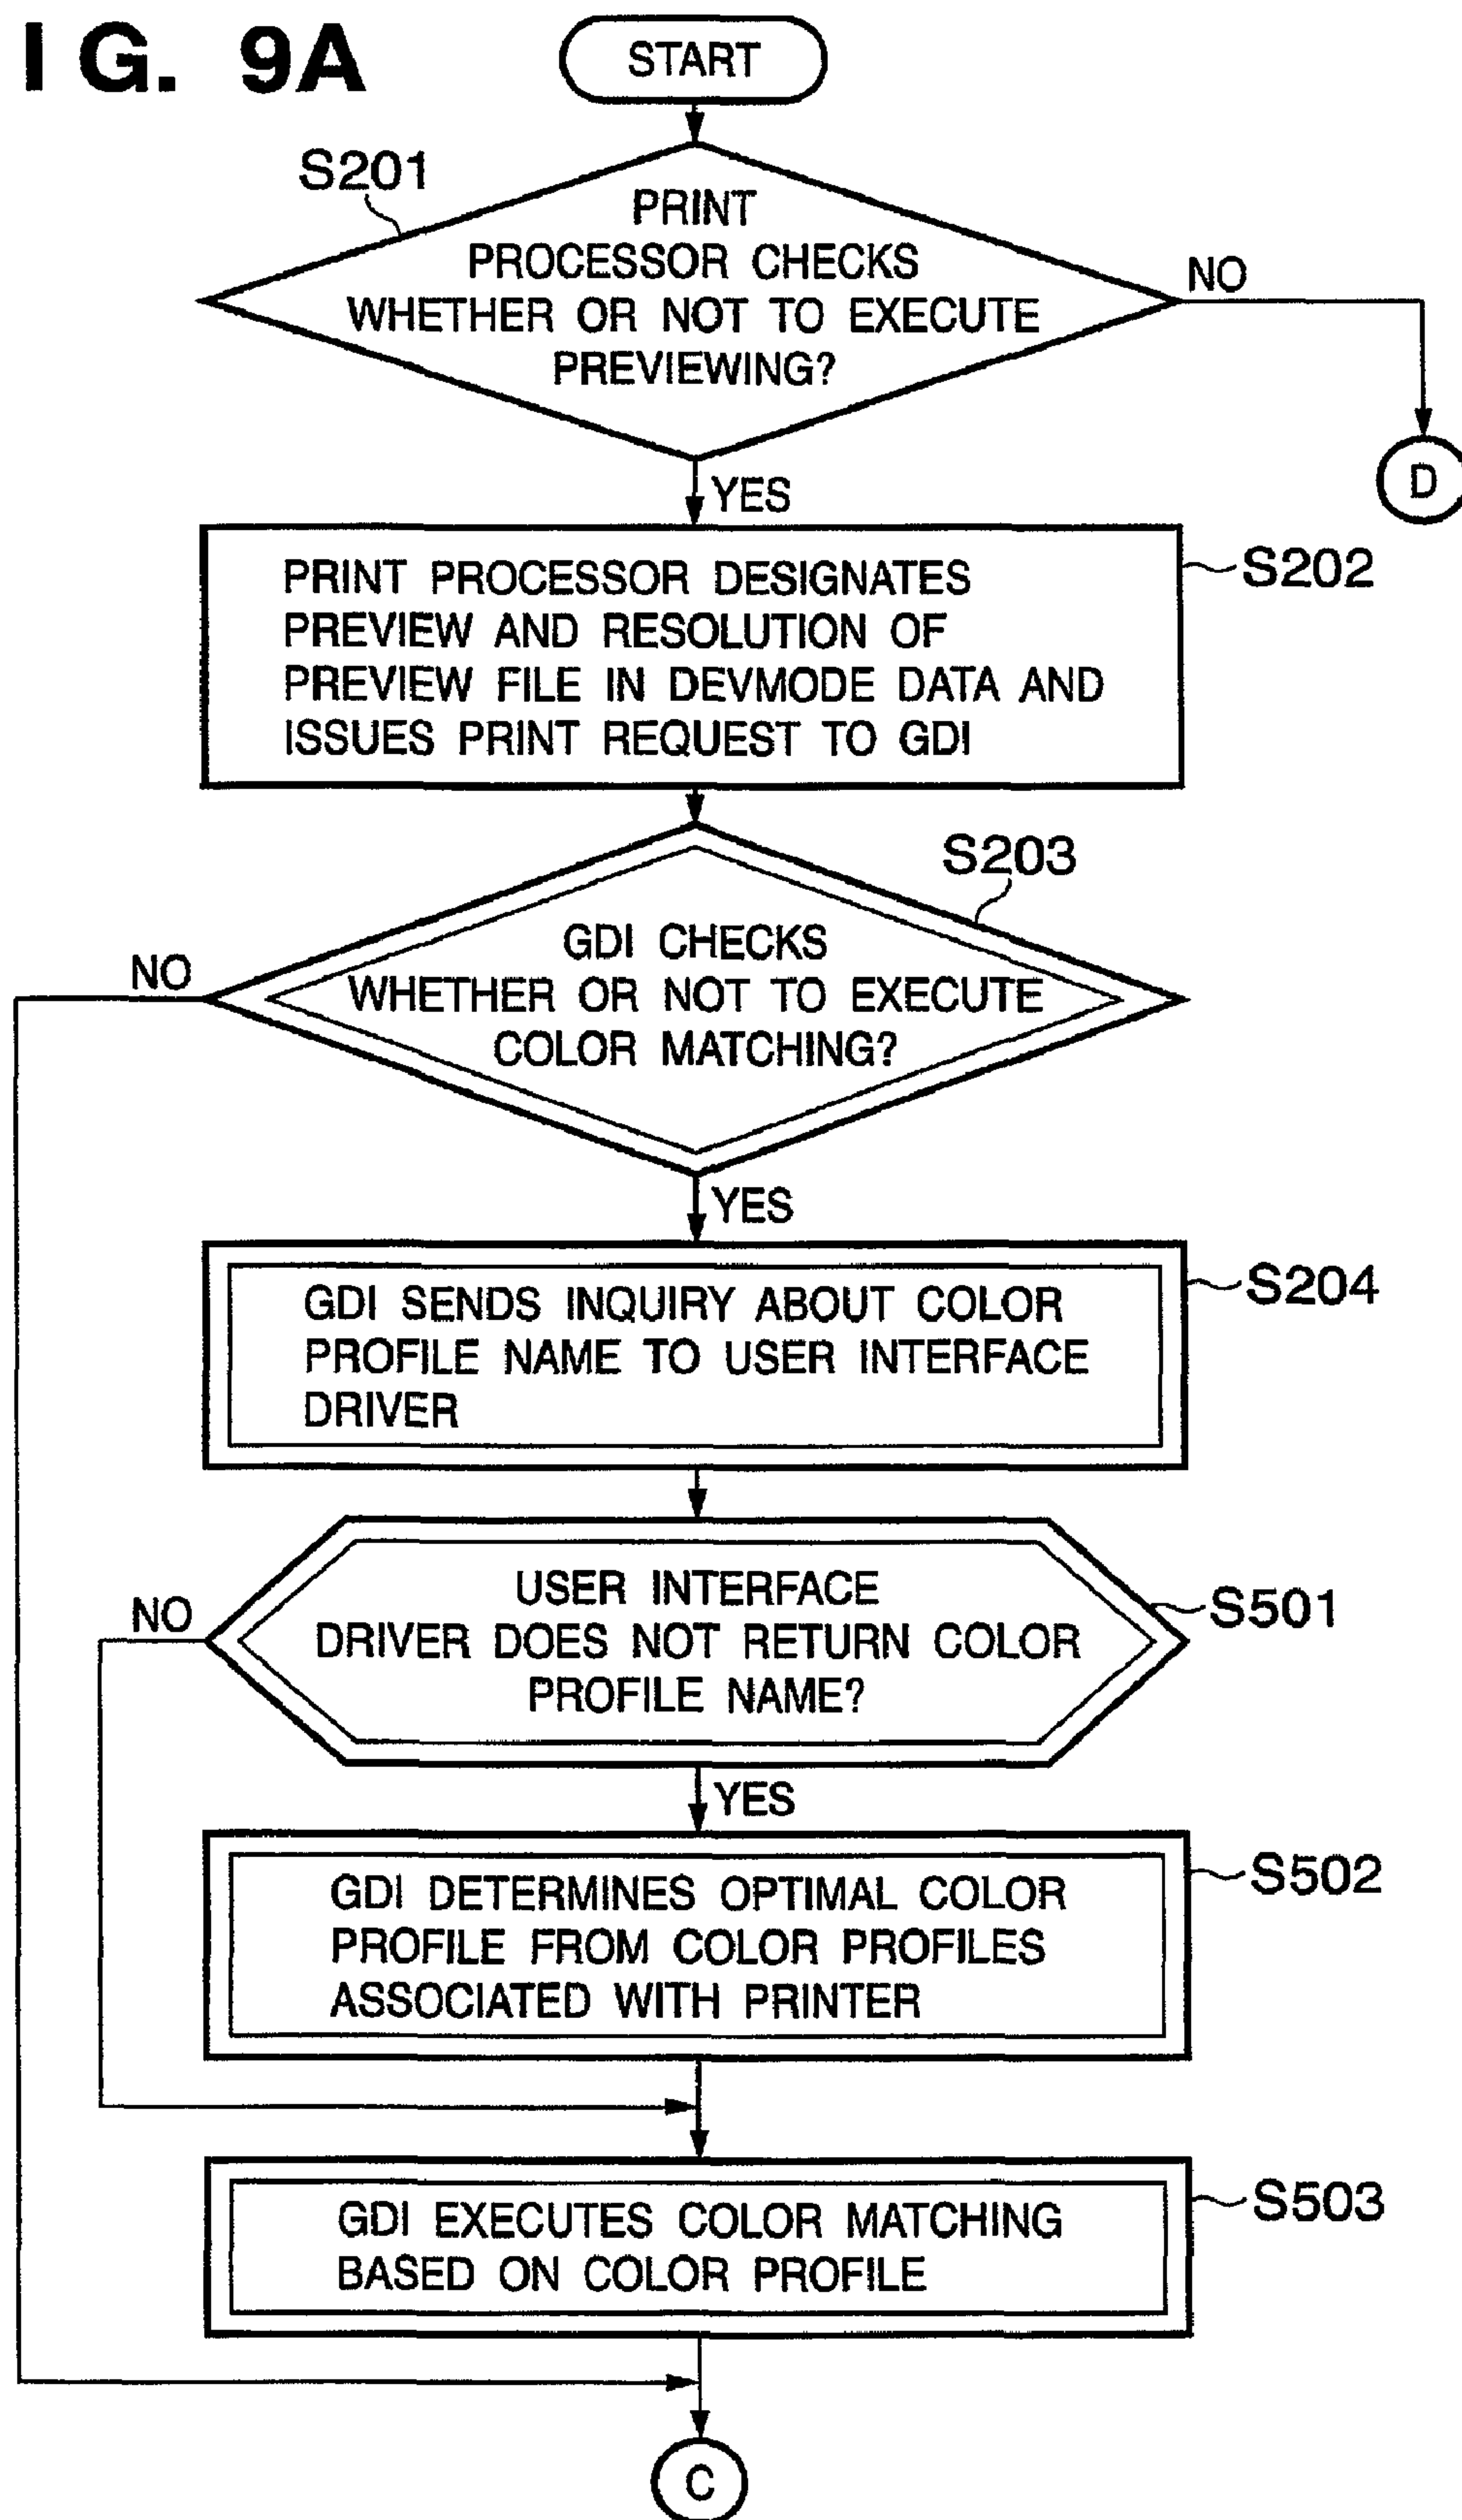 I G. 9A
START
S201
PRINT
PROCESSOR CHECKS
WHETHER OR NOT TO EXECUTE
PREVIEWING?
NO
D
YES
PRINT PROCESSOR DESIGNATES
PREVIEW AND RESOLUTION OF
PREVIEW FILE IN DEVMODE DATA AND
ISSUES PRINT REQUEST TO GDI
S202
S203
GDI CHECKS
WHETHER OR NOT TO EXECUTE
COLOR MATCHING?
NO
YES
GDI SENDS INQUIRY ABOUT COLOR
PROFILE NAME TO USER INTERFACE
DRIVER
S204
USER INTERFACE
DRIVER DOES NOT RETURN COLOR
PROFILE NAME?
S501
NO
YES
GDI DETERMINES OPTIMAL COLOR
PROFILE FROM COLOR PROFILES
ASSOCIATED WITH PRINTER
S502
GDI EXECUTES COLOR MATCHING
BASED ON COLOR PROFILE
S503
C